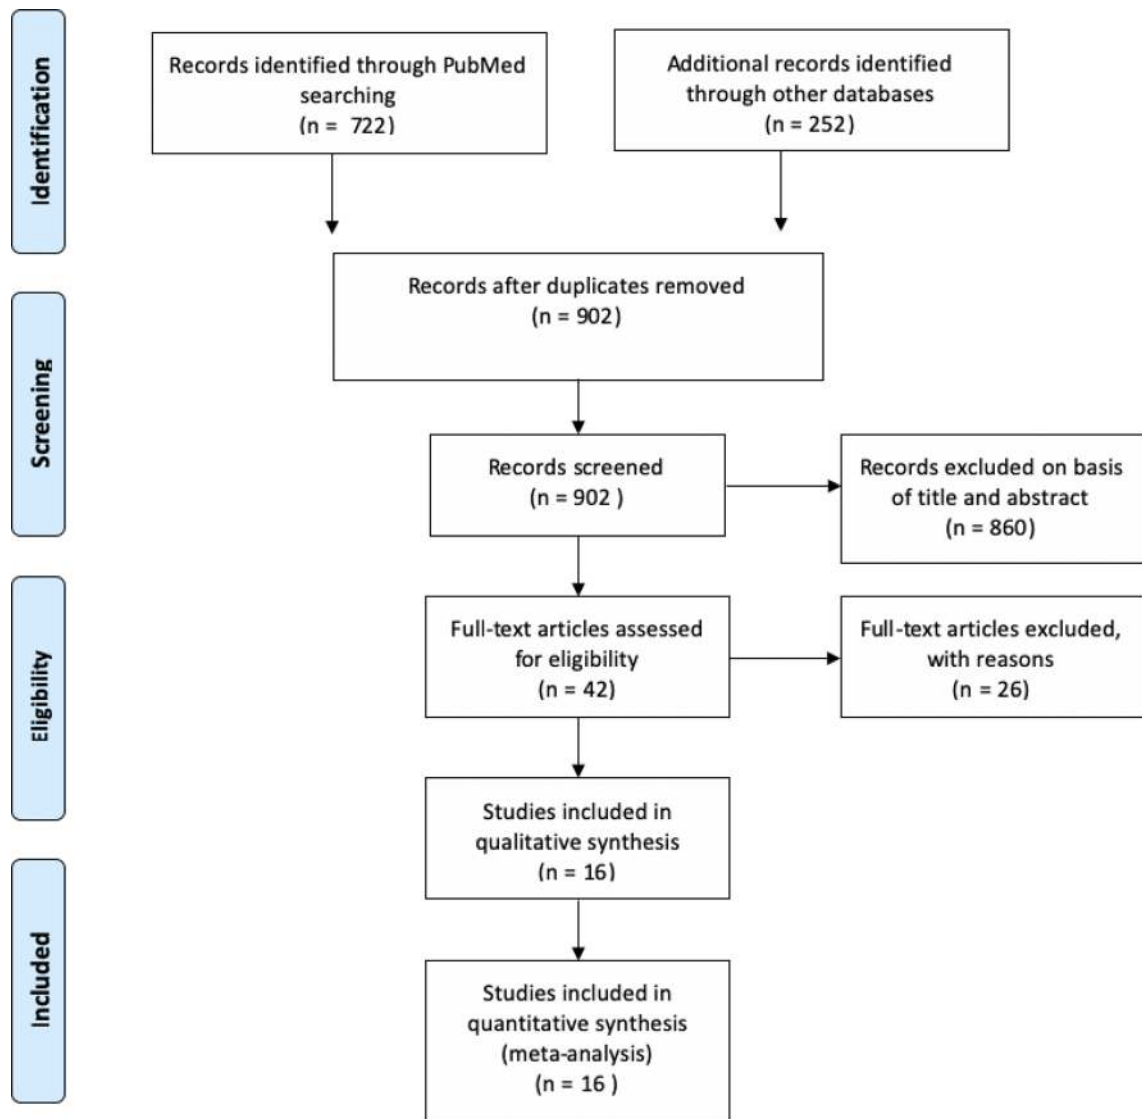 Identification
Records identified through PubMed
searching
(n = 722)
Additional records identified
through other databases
(n = 252)
Records after duplicates removed
(n = 902)
Screening
Records screened
(n = 902 )
Records excluded on basis
of title and abstract
(n = 860)
Eligibility
Full-text articles assessed
for eligibility
(n = 42)
Full-text articles excluded,
with reasons
(n = 26)
Studies included in
qualitative synthesis
(n = 16)
Included
Studies included in
quantitative synthesis
(meta-analysis)
(n = 16 )